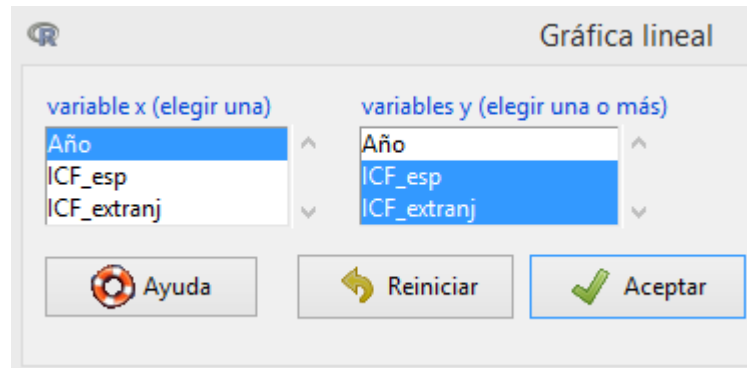 Gráfica lineal
variable x (elegir una)
Año
ICF_esp
ICF_extranj
variables y (elegir una o más)
Año
ICF_esp
ICF_extranj
Ayuda
Reiniciar
Aceptar